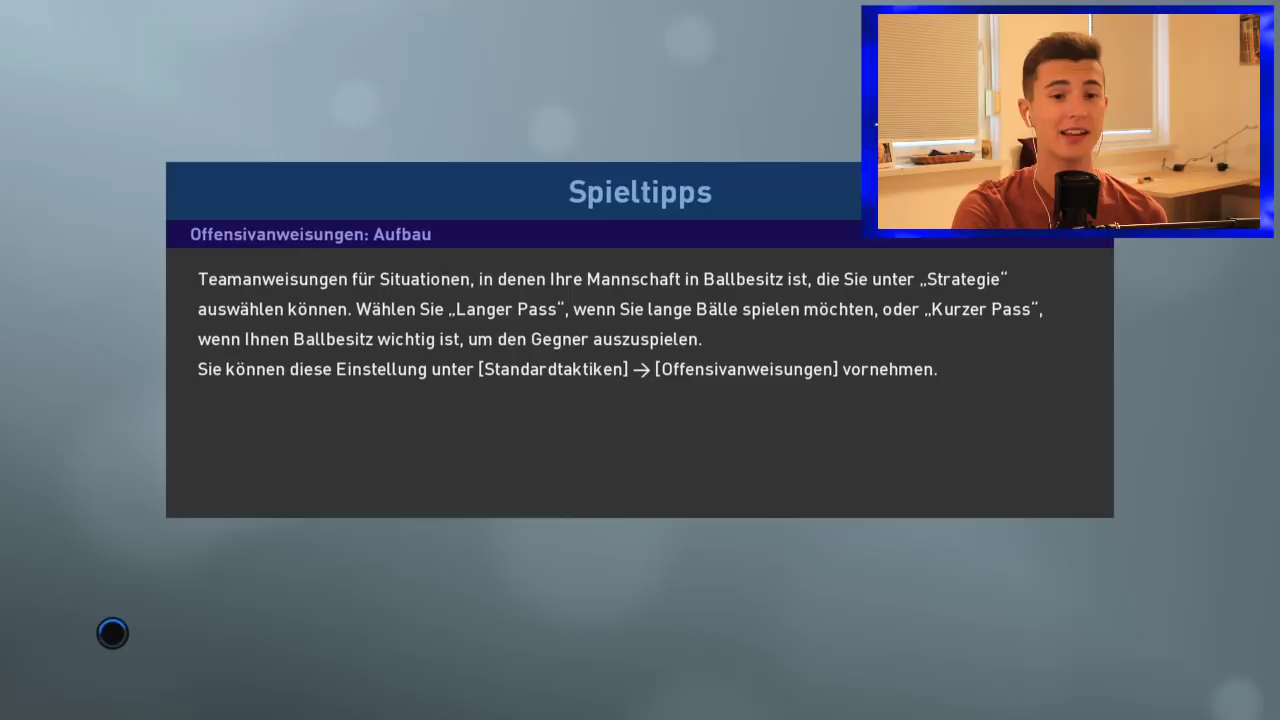 Spieltipps
Offensivanweisungen: Aufbau
Teamanweisungen für Situationen, in denen Ihre Mannschaft in Ballbesitz ist, die Sie unter „Strategie“
auswählen können. Wählen Sie „Langer Pass“, wenn Sie lange Bälle spielen möchten, oder „Kurzer Pass“,
wenn Ihnen Ballbesitz wichtig ist, um den Gegner auszuspielen.
Sie können diese Einstellung unter [Standardtaktiken] → [Offensivanweisungen] vornehmen.